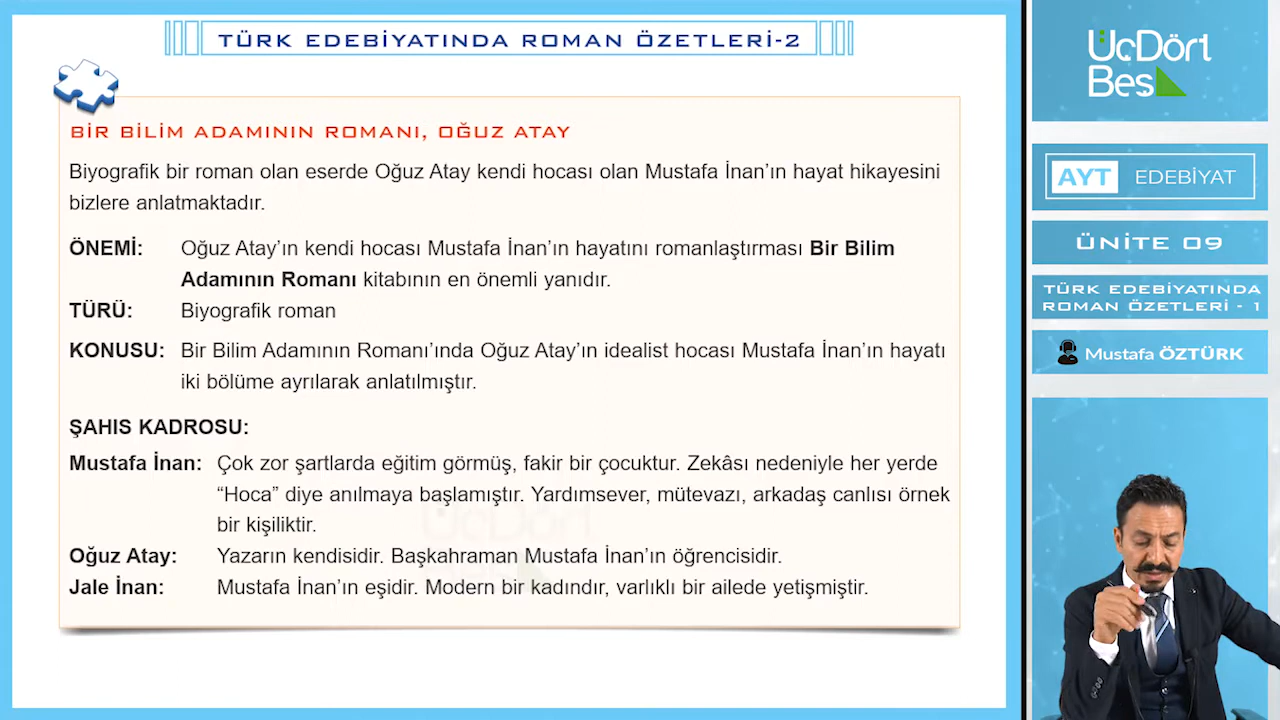 TÜRK EDEBİYATINDA ROMAN ÖZETLERİ-2
BİR BİLİM ADAMININ ROMANI, OĞUZ ATAY
Biyografik bir roman olan eserde Oğuz Atay kendi hocası olan Mustafa İnan’ın hayat hikayesini
bizlere anlatmaktadır.
ÖNEMİ: Oğuz Atay’ın kendi hocası Mustafa İnan’ın hayatını romanlaştırması Bir Bilim
Adamının Romanı kitabının en önemli yanıdır.
TÜRÜ: Biyografik roman
KONUSU: Bir Bilim Adamının Romanı’ında Oğuz Atay’ın idealist hocası Mustafa İnan’ın hayatı
iki bölüme ayrılarak anlatılmıştır.
ŞAHIS KADROSU:
Mustafa İnan: Çok zor şartlarda eğitim görmüş, fakir bir çocuktur. Zekâsı nedeniyle her yerde
“Hoca” diye anılmaya başlamıştır. Yardımsever, mütevazı, arkadaş canlısı örnek
bir kişiliktir.
Oğuz Atay: Yazarın kendisidir. Başkahraman Mustafa İnan’ın öğrencisidir.
Jale İnan: Mustafa İnan’ın eşidir. Modern bir kadındır, varlıklı bir ailede yetişmiştir.
ÜçDört
Beş
AYT EDEBİYAT
ÜNİTE 09
TÜRK EDEBİYATINDA
ROMAN ÖZETLERİ - 1
Mustafa ÖZTÜRK
ÜçDört